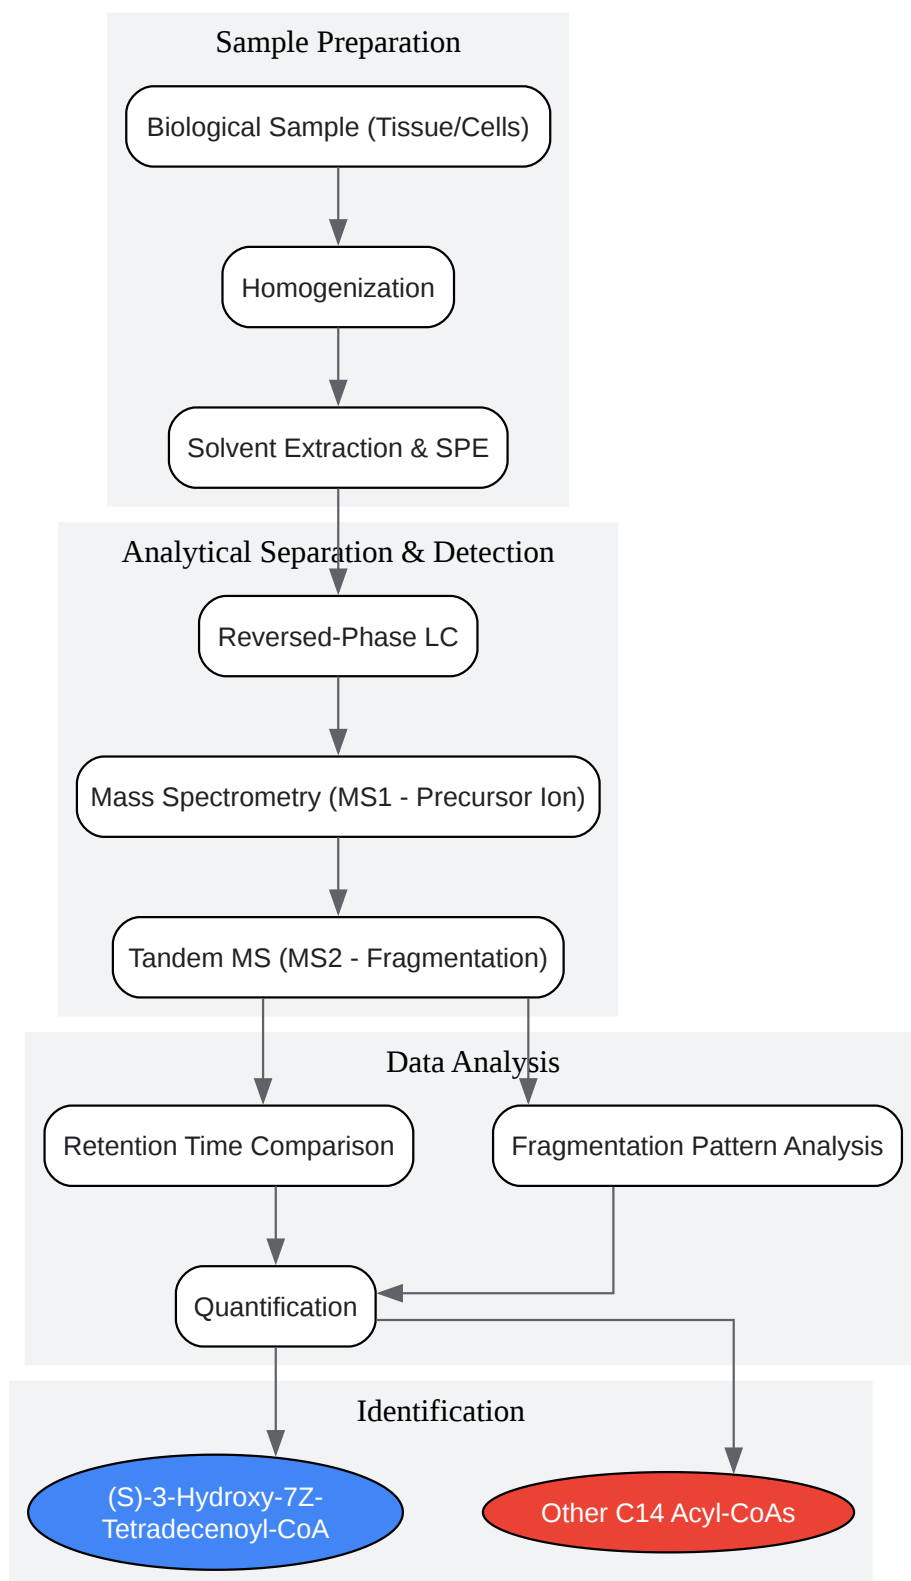 Sample Preparation
Biological Sample (Tissue/Cells)
Homogenization
Solvent Extraction & SPE
Analytical Separation & Detection
Reversed-Phase LC
Mass Spectrometry (MS1 - Precursor Ion)
Tandem MS (MS2 - Fragmentation)
Data Analysis
Retention Time Comparison
Fragmentation Pattern Analysis
Quantification
Identification
(S)-3-Hydroxy-7Z-
Tetradecenoyl-CoA
Other C14 Acyl-CoAs